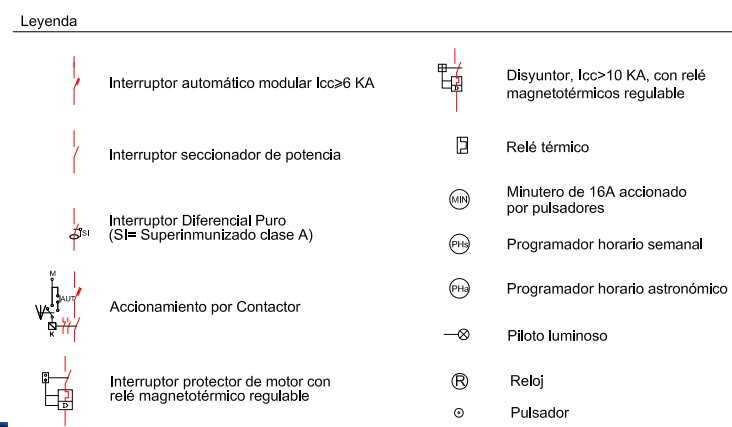 Leyenda
Interruptor automático modular Icc≥6 KA
Interruptor seccionador de potencia
SI
Interruptor Diferencial Puro
(SI= Superinmunizado clase A)
M
AUT
K
Accionamiento por Contactor
D
Interruptor protector de motor con
relé magnetotérmico regulable
D
Disyuntor, Icc>10 KA, con relé
magnetotérmicos regulable
Relé térmico
MIN
Minutero de 16A accionado
por pulsadores
PHs
Programador horario semanal
PHa
Programador horario astronómico
Piloto luminoso
R
Reloj
Pulsador